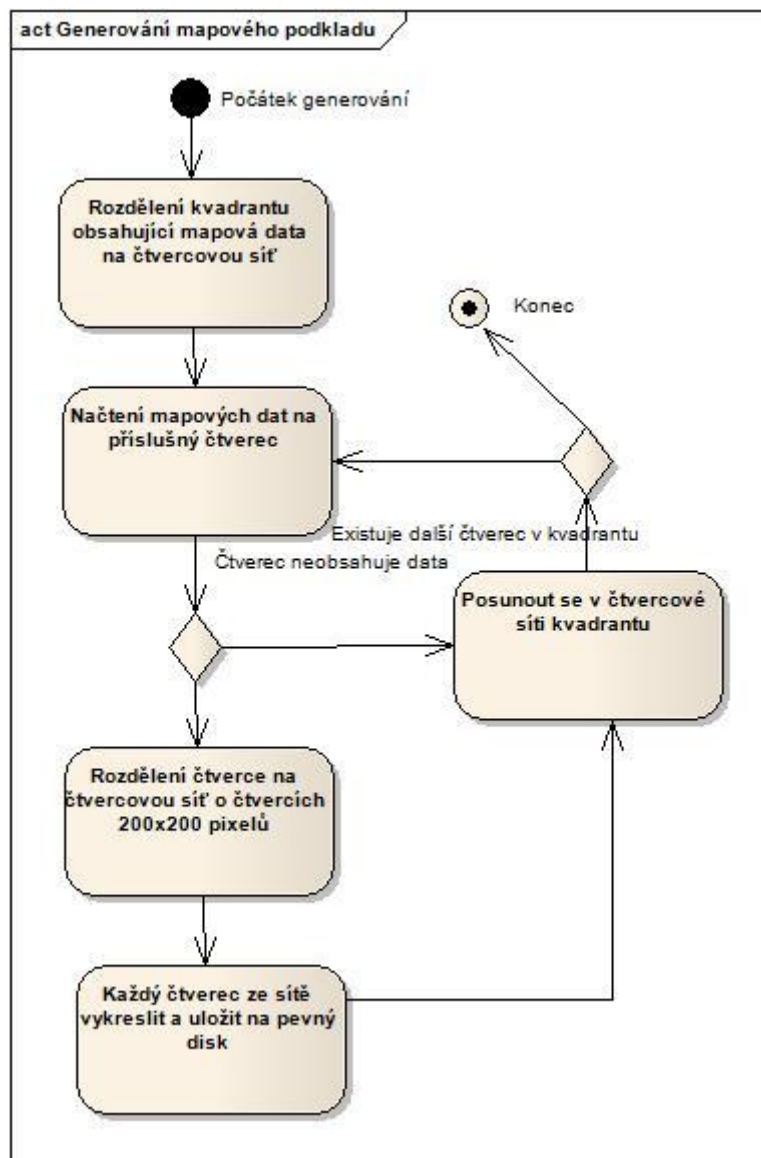 act Generování mapového podkladu
Počátek generování
Rozdělení kvadrantu
obsahující mapová data
na čtvercovou síť
Konec
Načtení mapových dat na
příslušný čtverec
Existuje další čtverec v kvadrantu
Čtverec neobsahuje data
Posunout se v čtvercové
síti kvadrantu
Rozdělení čtverce na
čtvercovou síť o čtvercích
200x200 pixelů
Každý čtverec ze sítě
vykreslit a uložit na pevný
disk